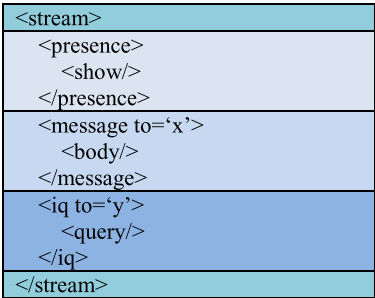 <stream>
<presence>
<show/>
</presence>
<message to=‘x’>
<body/>
</message>
<iq to=‘y’>
<query/>
</iq>
</stream>